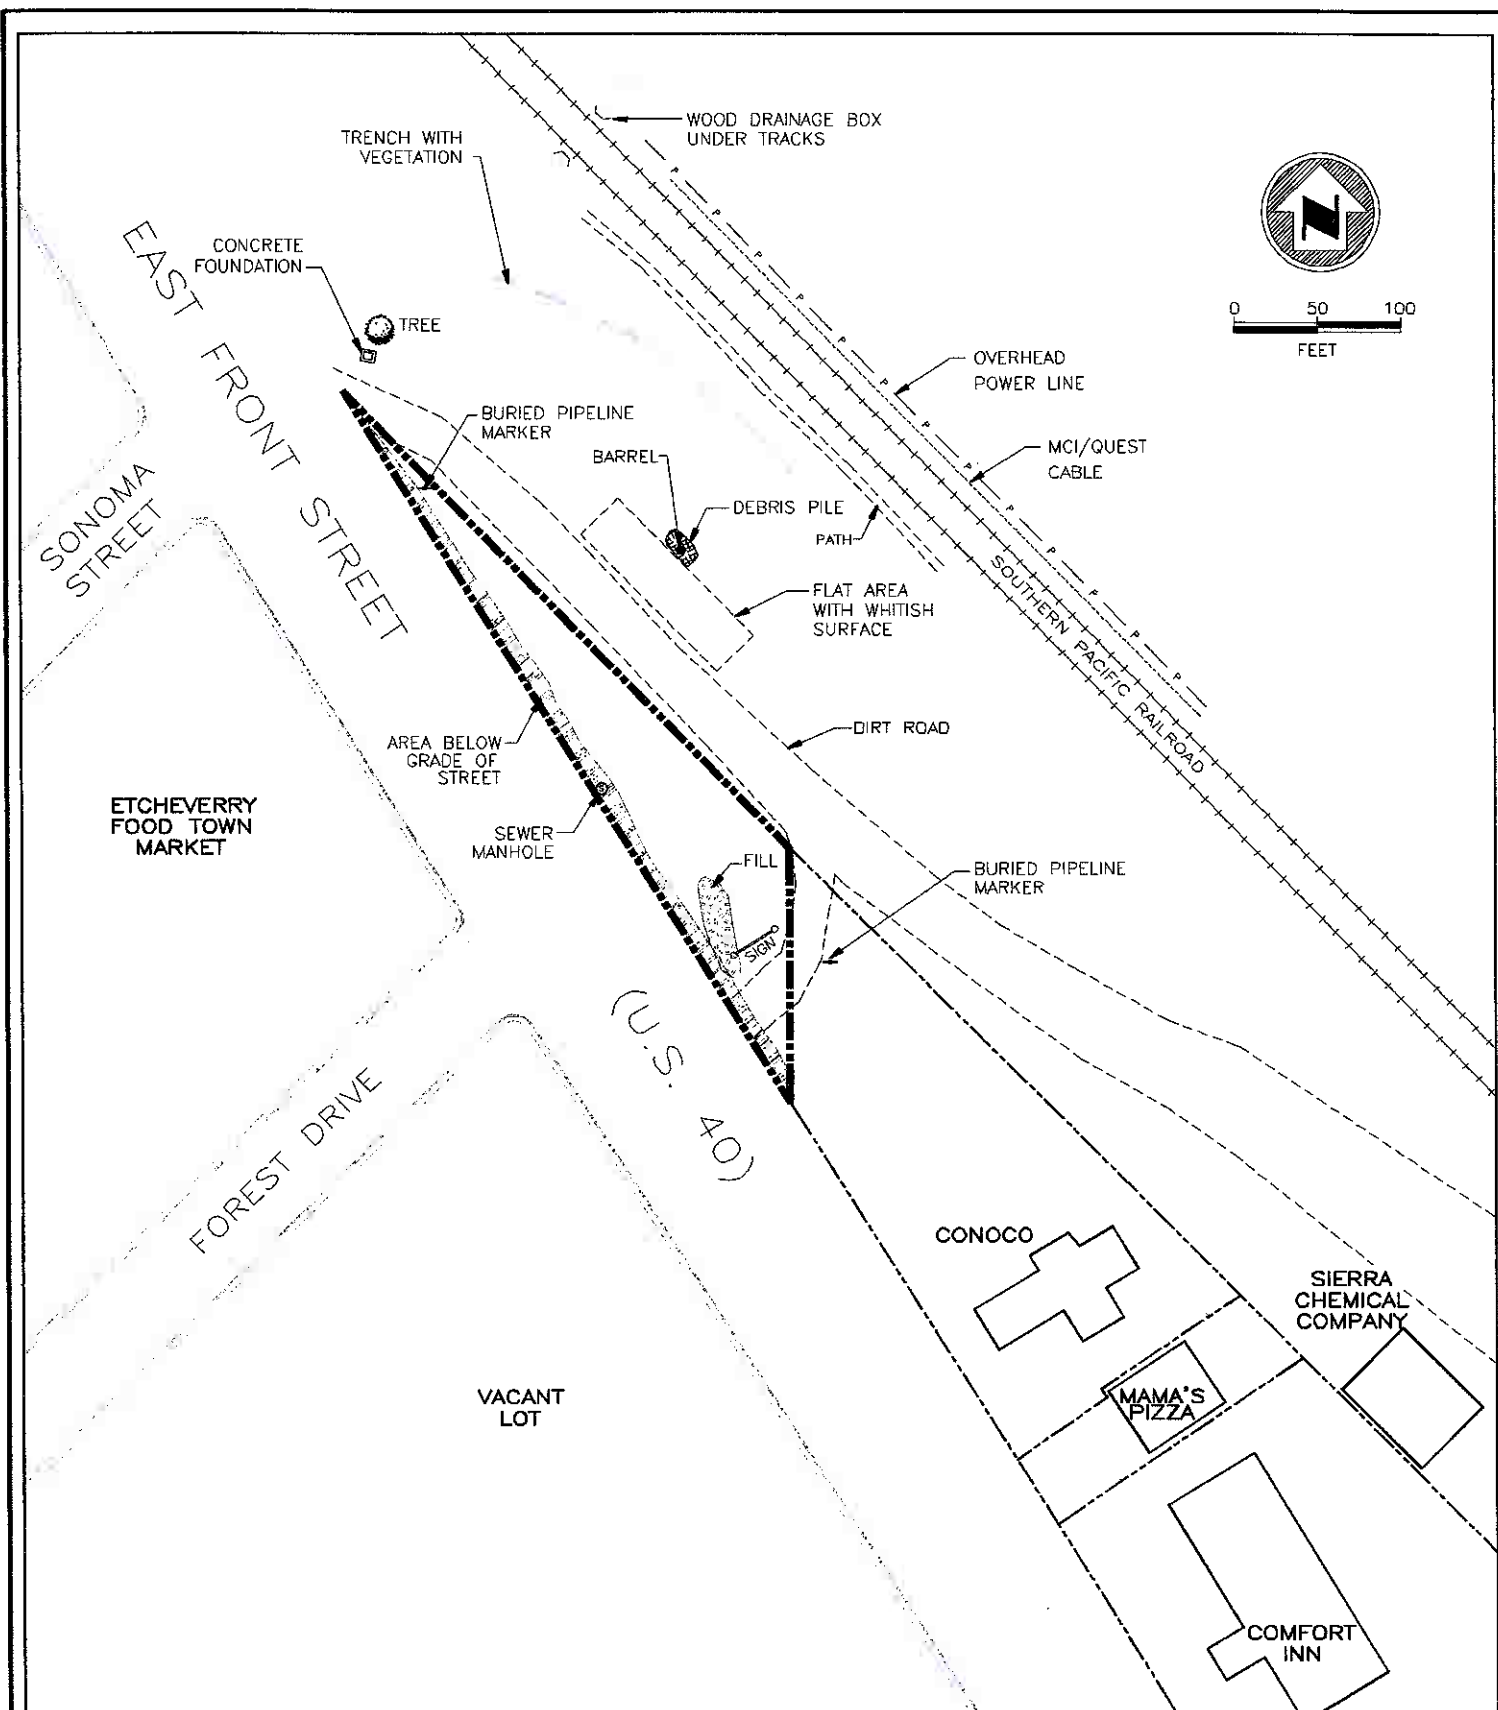 WOOD DRAINAGE BOX
UNDER TRACKS
TRENCH WITH
VEGETATION
N
CONCRETE
FOUNDATION
TREE
0 50 100
FEET
EAST FRONT STREET
OVERHEAD
POWER LINE
BURIED PIPELINE
MARKER
MCI/QUEST
CABLE
BARREL
DEBRIS PILE
PATH
SONOMA
STREET
FLAT AREA
WITH WHITISH
SURFACE
SOUTHERN PACIFIC RAILROAD
P P P P P P P P P P P
DIRT ROAD
AREA BELOW
GRADE OF
STREET
ETCHEVERRY
FOOD TOWN
MARKET
S
SEWER
MANHOLE
FILL
BURIED PIPELINE
MARKER
SIGN
(U.S. 40)
FOREST DRIVE
CONOCO
SIERRA
CHEMICAL
COMPANY
VACANT
LOT
MAMA'S
PIZZA
COMFORT
INN